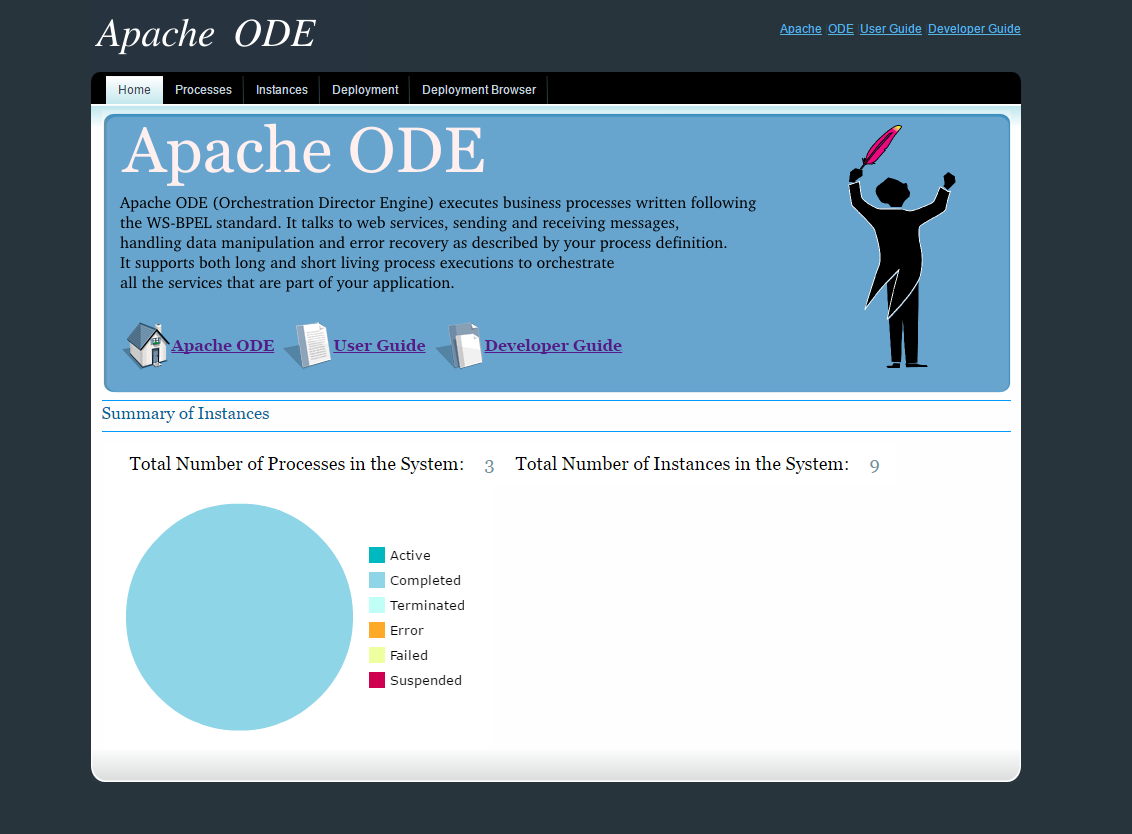 Apache ODE
Apache ODE User Guide Developer Guide
Home Processes Instances Deployment Deployment Browser
Apache ODE
Apache ODE (Orchestration Director Engine) executes business processes written following
the WS-BPEL standard. It talks to web services, sending and receiving messages,
handling data manipulation and error recovery as described by your process definition.
It supports both long and short living process executions to orchestrate
all the services that are part of your application.
Apache ODE User Guide Developer Guide
Summary of Instances
Total Number of Processes in the System: 3 Total Number of Instances in the System: 9
Active
Completed
Terminated
Error
Failed
Suspended